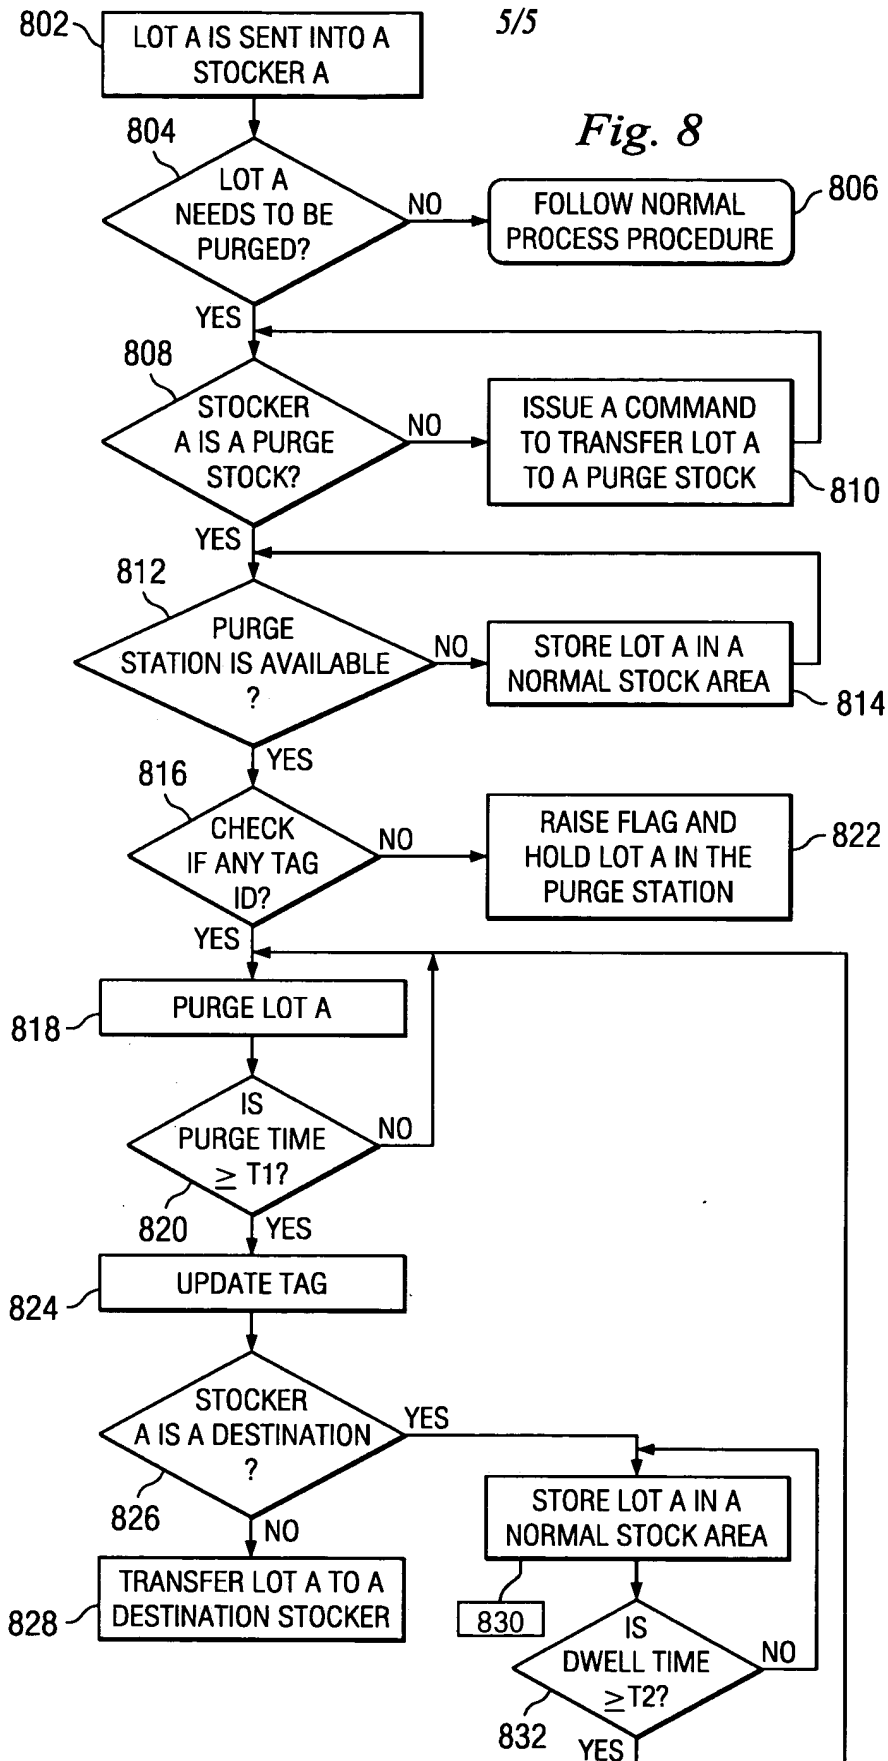 5/5
Fig. 8
802
LOT A IS SENT INTO A
STOCKER A
804
LOT A
NEEDS TO BE
PURGED?
NO
FOLLOW NORMAL
PROCESS PROCEDURE
806
YES
808
STOCKER
A IS A PURGE
STOCK?
NO
ISSUE A COMMAND
TO TRANSFER LOT A
TO A PURGE STOCK
810
YES
812
PURGE
STATION IS AVAILABLE
?
NO
STORE LOT A IN A
NORMAL STOCK AREA
814
YES
816
CHECK
IF ANY TAG
ID?
NO
RAISE FLAG AND
HOLD LOT A IN THE
PURGE STATION
822
YES
PURGE LOT A
818
IS
PURGE TIME
≥ T1?
NO
820
YES
UPDATE TAG
824
STOCKER
A IS A DESTINATION
?
YES
826
NO
TRANSFER LOT A TO A
DESTINATION STOCKER
828
STORE LOT A IN A
NORMAL STOCK AREA
830
IS
DWELL TIME
≥T2?
NO
832
YES